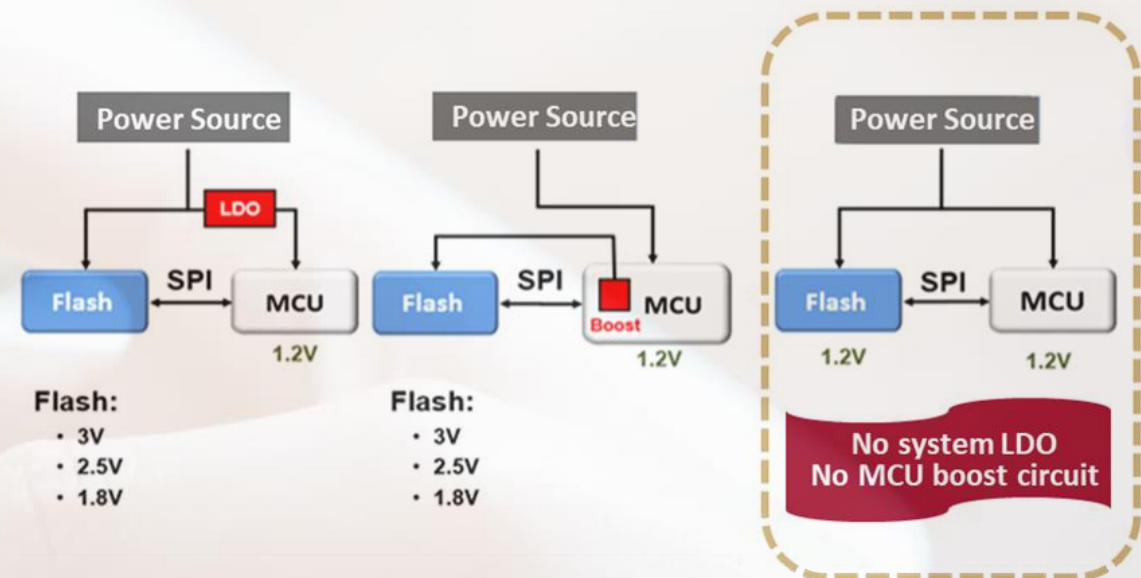 Power Source
LDO
Flash
SPI
MCU
1.2V
Flash:
• 3V
• 2.5V
• 1.8V
Power Source
Flash
SPI
MCU
Boost
1.2V
Flash:
• 3V
• 2.5V
• 1.8V
Power Source
Flash
SPI
MCU
1.2V
1.2V
No system LDO
No MCU boost circuit